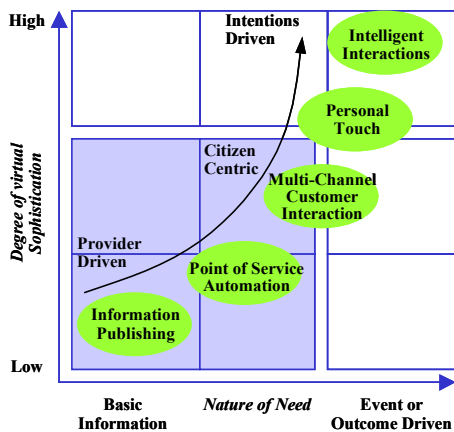 High
Intentions
Driven
Intelligent
Interactions
Personal
Touch
Citizen
Centric
Multi-Channel
Customer
Interaction
Degree of virtual
Sophistication
Provider
Driven
Point of Service
Automation
Information
Publishing
Low
Basic
Information
Nature of Need
Event or
Outcome Driven